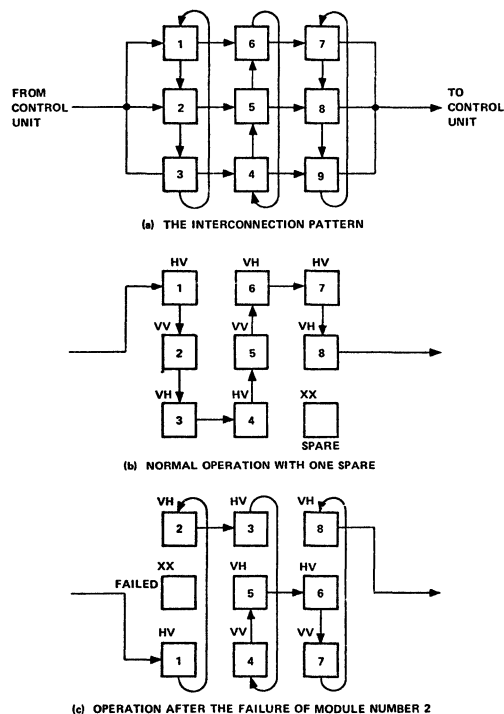 1 6 7
FROM CONTROL UNIT
2 5 8
TO CONTROL UNIT
3 4 9
(a) THE INTERCONNECTION PATTERN
HV VH HV
1 6 7
VV VV VH
2 5 8
VH HV XX
3 4
SPARE
(b) NORMAL OPERATION WITH ONE SPARE
VH HV VH
2 3 8
XX VH HV
FAILED 5 6
HV VV VV
1 4 7
(c) OPERATION AFTER THE FAILURE OF MODULE NUMBER 2